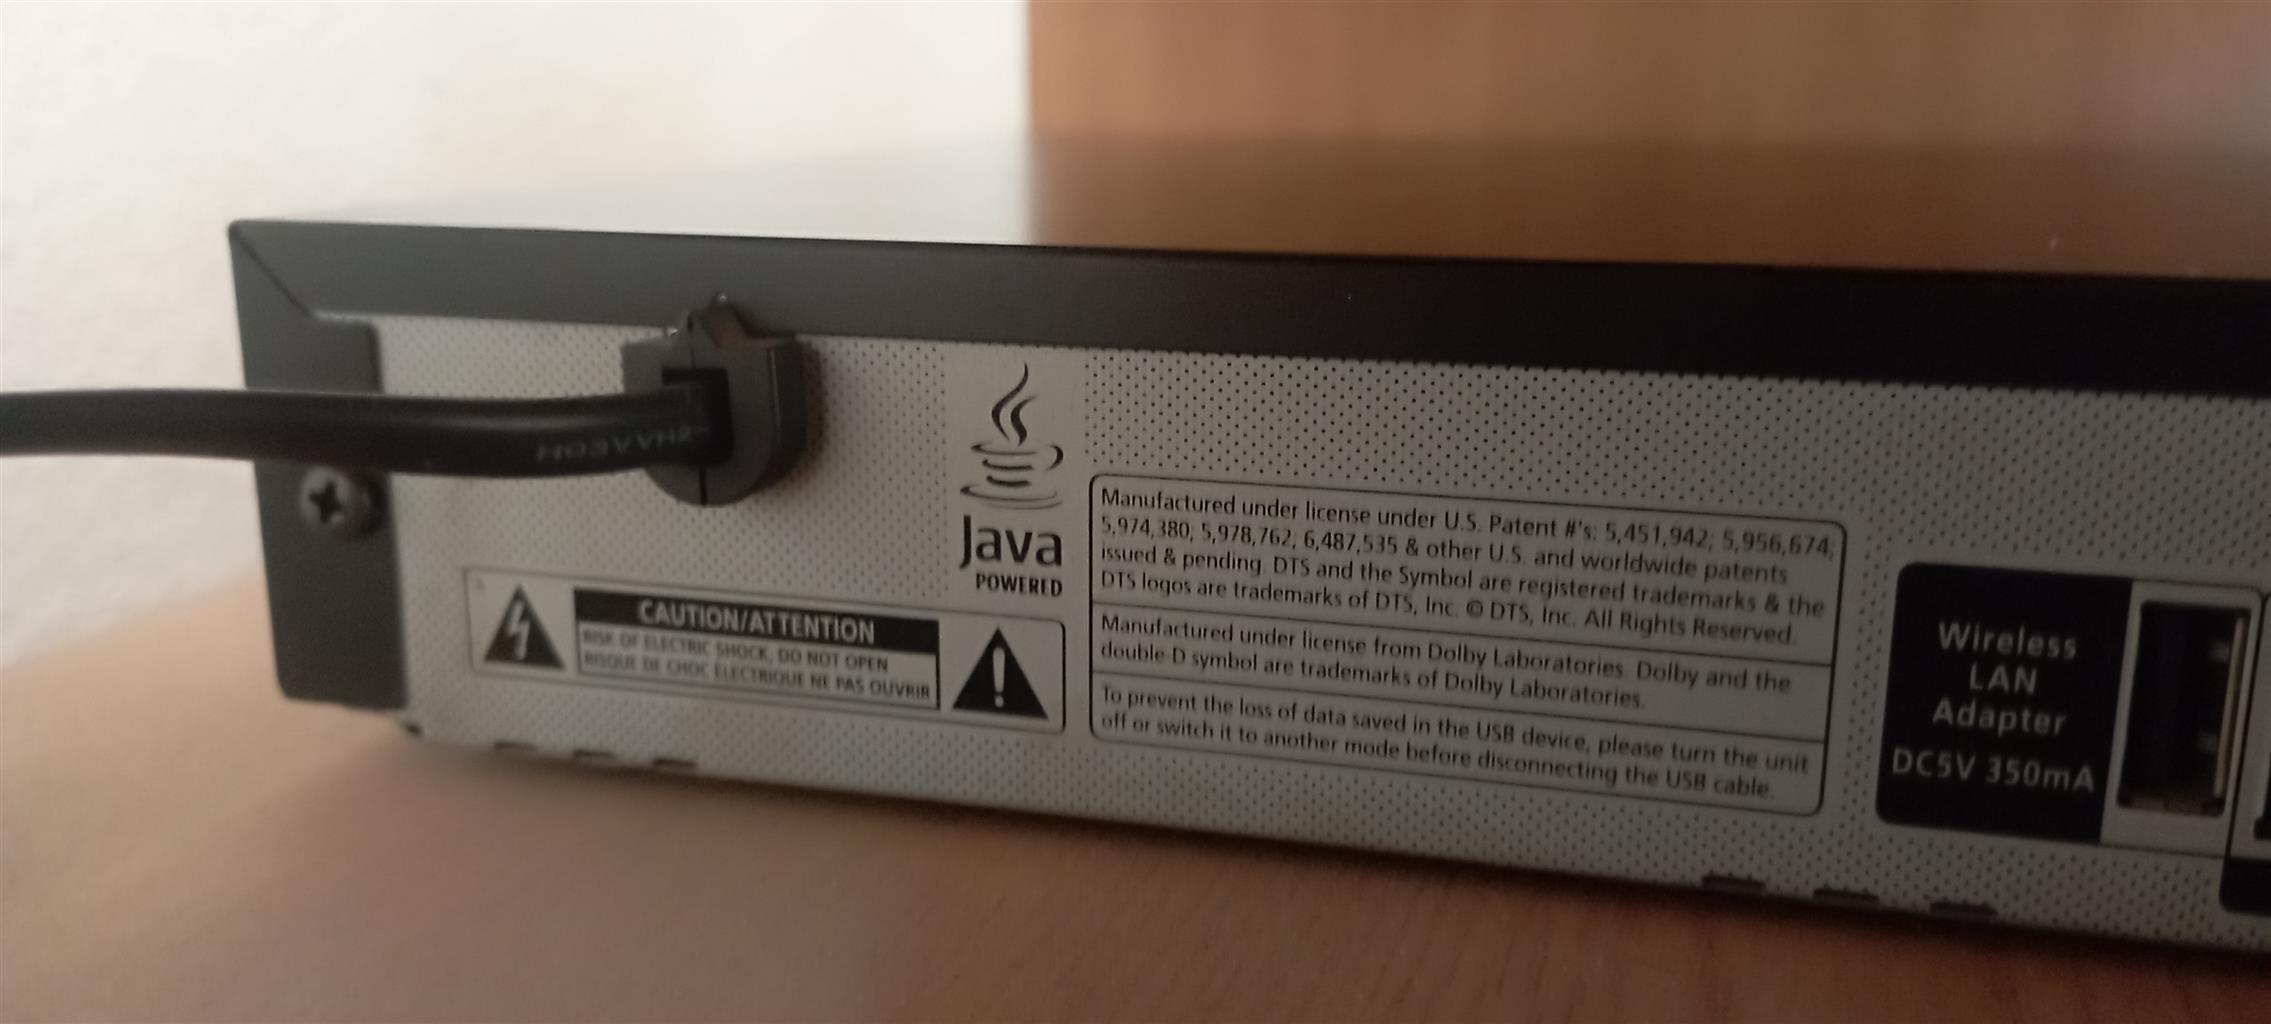 HO3VVH2-
Java
POWERED
CAUTION/ATTENTION
RISK OF ELECTRIC SHOCK, DO NOT OPEN
RISQUE DE CHOC ELECTRIQUE NE PAS OUVRIR
Manufactured under license under U.S. Patent #'s: 5,451,942; 5,956,674;
5,974,380; 5,978,762; 6,487,535 & other U.S. and worldwide patents
issued & pending. DTS and the Symbol are registered trademarks & the
DTS logos are trademarks of DTS, Inc. © DTS, Inc. All Rights Reserved.
Manufactured under license from Dolby Laboratories. Dolby and the
double-D symbol are trademarks of Dolby Laboratories.
To prevent the loss of data saved in the USB device, please turn the unit
off or switch it to another mode before disconnecting the USB cable.
Wireless
LAN
Adapter
DC5V 350mA